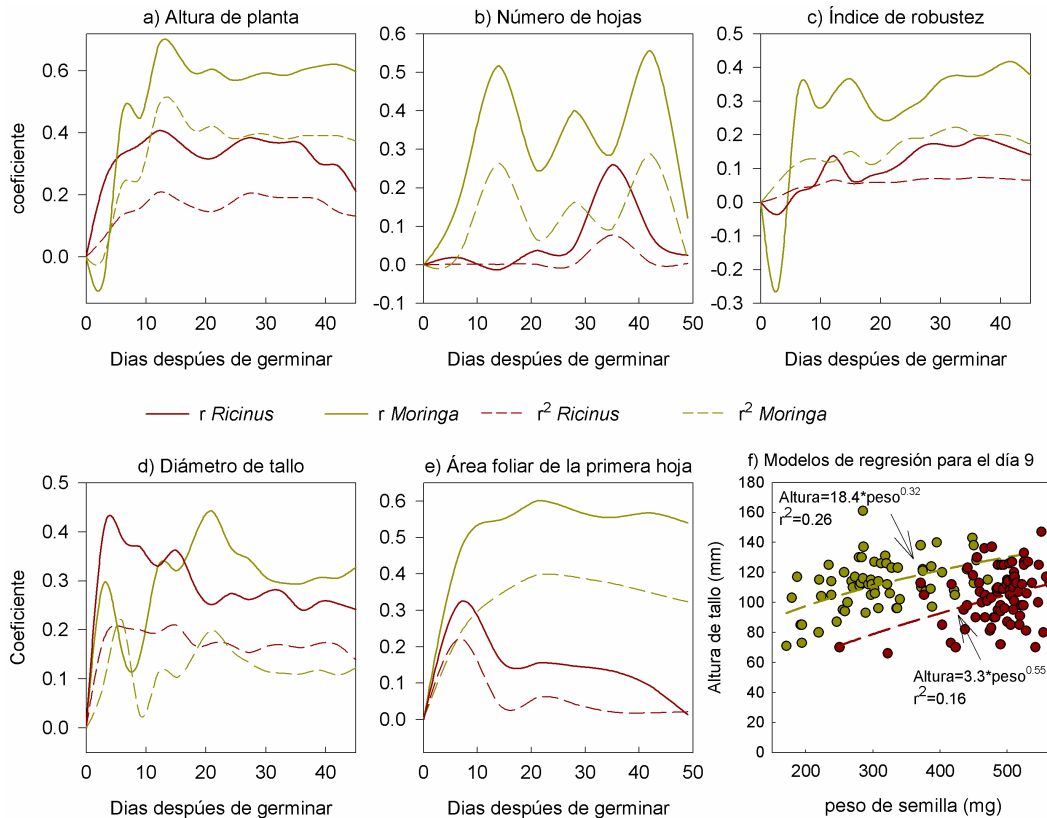 a) Altura de planta
b) Número de hojas
c) Índice de robustez
coeficiente
0.6
0.4
0.2
0.0
0 10 20 30 40
Dias despúes de germinar
0.6
0.5
0.4
0.3
0.2
0.1
0.0
-0.1
0 10 20 30 40 50
Dias despúes de germinar
0.5
0.4
0.3
0.2
0.1
0.0
-0.1
-0.2
-0.3
0 10 20 30 40
Dias despúes de germinar
r Ricinus
r Moringa
r² Ricinus
r² Moringa
d) Diámetro de tallo
e) Área foliar de la primera hoja
f) Modelos de regresión para el día 9
Coeficiente
0.5
0.4
0.3
0.2
0.1
0.0
0 10 20 30 40
Dias despúes de germinar
0.6
0.5
0.4
0.3
0.2
0.1
0.0
0 10 20 30 40 50
Dias despúes de germinar
Altura de tallo (mm)
180
160
140
120
100
80
60
40
20
0
Altura=18.4*peso^0.32
r²=0.26
Altura=3.3*peso^0.55
r²=0.16
200 300 400 500
peso de semilla (mg)